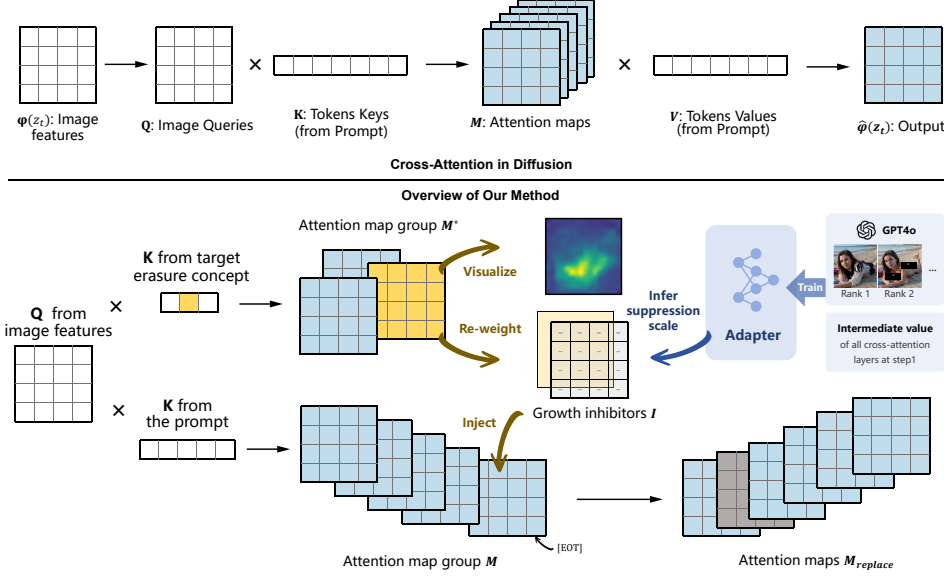 φ(z_t): Image
features
Q: Image Queries
×
K: Tokens Keys
(from Prompt)
M: Attention maps
×
V: Tokens Values
(from Prompt)
φ̂(z_t): Output
Cross-Attention in Diffusion
Overview of Our Method
Attention map group M*
K from target
erasure concept
Q from
image features
×
×
K from
the prompt
Visualize
Re-weight
Inject
Growth inhibitors I
Infer
suppression
scale
Adapter
Train
GPT4o
Rank 1
Rank 2
...
Intermediate value
of all cross-attention
layers at step1
[EOT]
Attention map group M
Attention maps M_replace